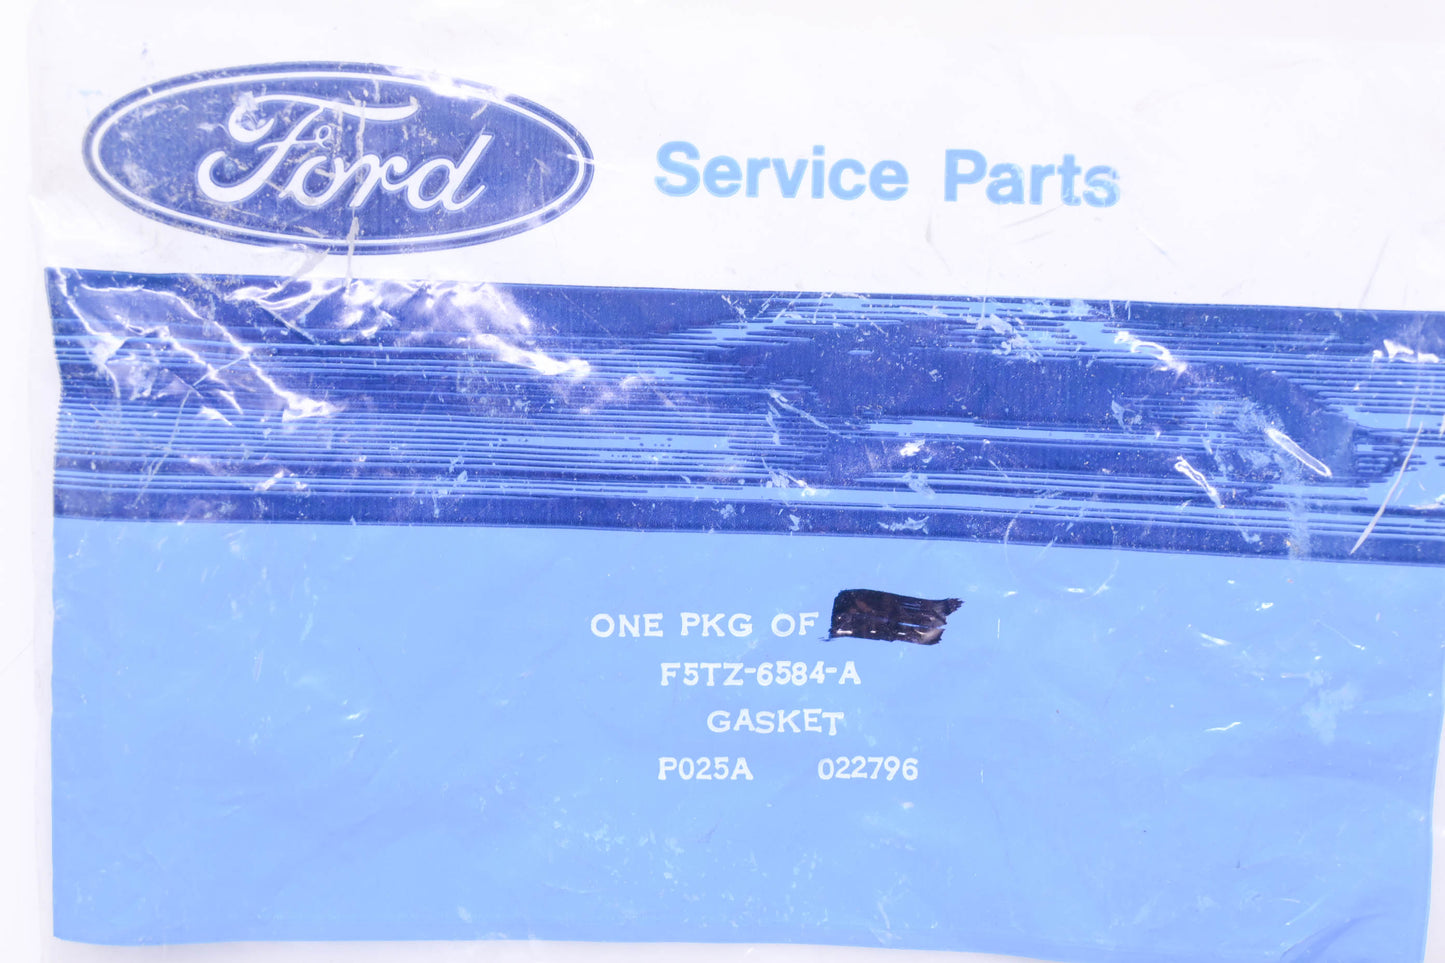 Ford
Service Parts
ONE PKG OF
F5TZ-6584-A
GASKET
P025A 022796